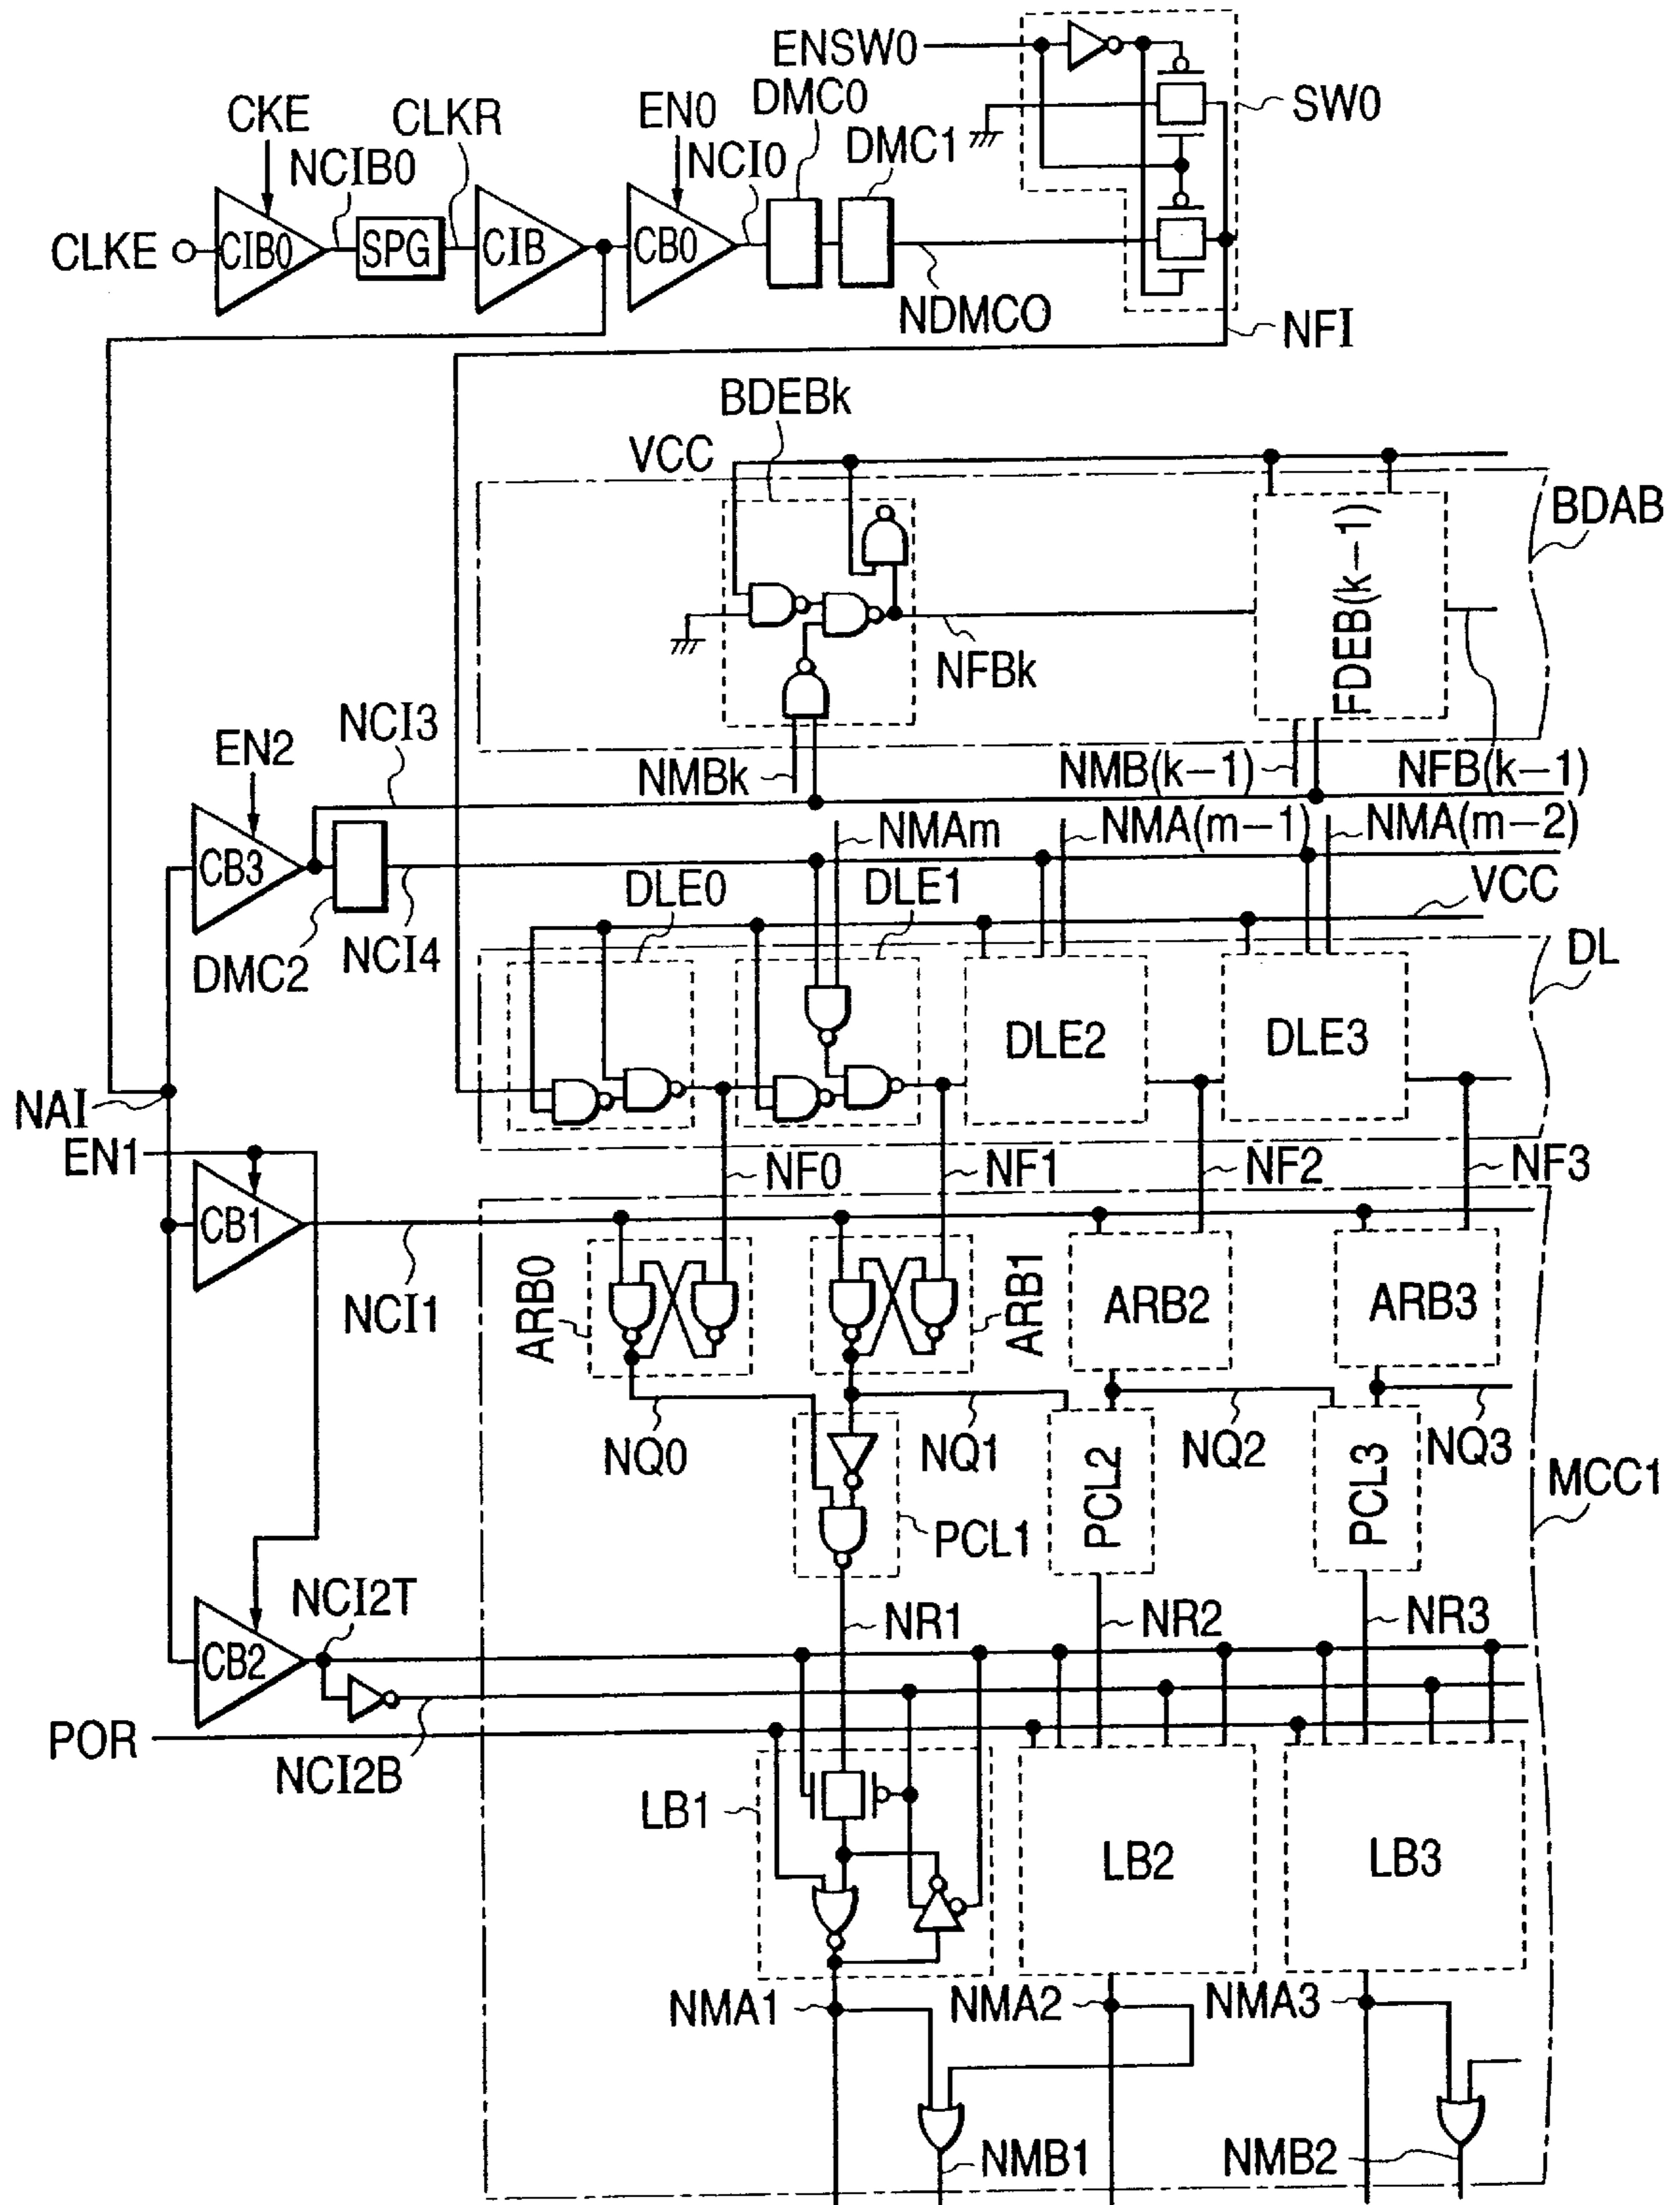 ENSW0
DMC0
SW0
CKE
CLKR
EN0
DMC1
NCIB0
NCI0
CLKE
CIB0
SPG
CIB
CB0
NDMCO
NFI
BDEBk
VCC
BDAB
FDEB(k-1)
NFBk
NCI3
EN2
NMBk
NMB(k-1)
NFB(k-1)
NMAm
NMA(m-1)
NMA(m-2)
CB3
DLE0
DLE1
VCC
DMC2
NCI4
DL
DLE2
DLE3
NAI
EN1
NF0
NF1
NF2
NF3
CB1
NCI1
ARB0
ARB1
ARB2
ARB3
NQ0
NQ1
NQ2
NQ3
PCL1
PCL2
PCL3
MCC1
NCI2T
NR1
NR2
NR3
CB2
POR
NCI2B
LB1
LB2
LB3
NMA1
NMA2
NMA3
NMB1
NMB2